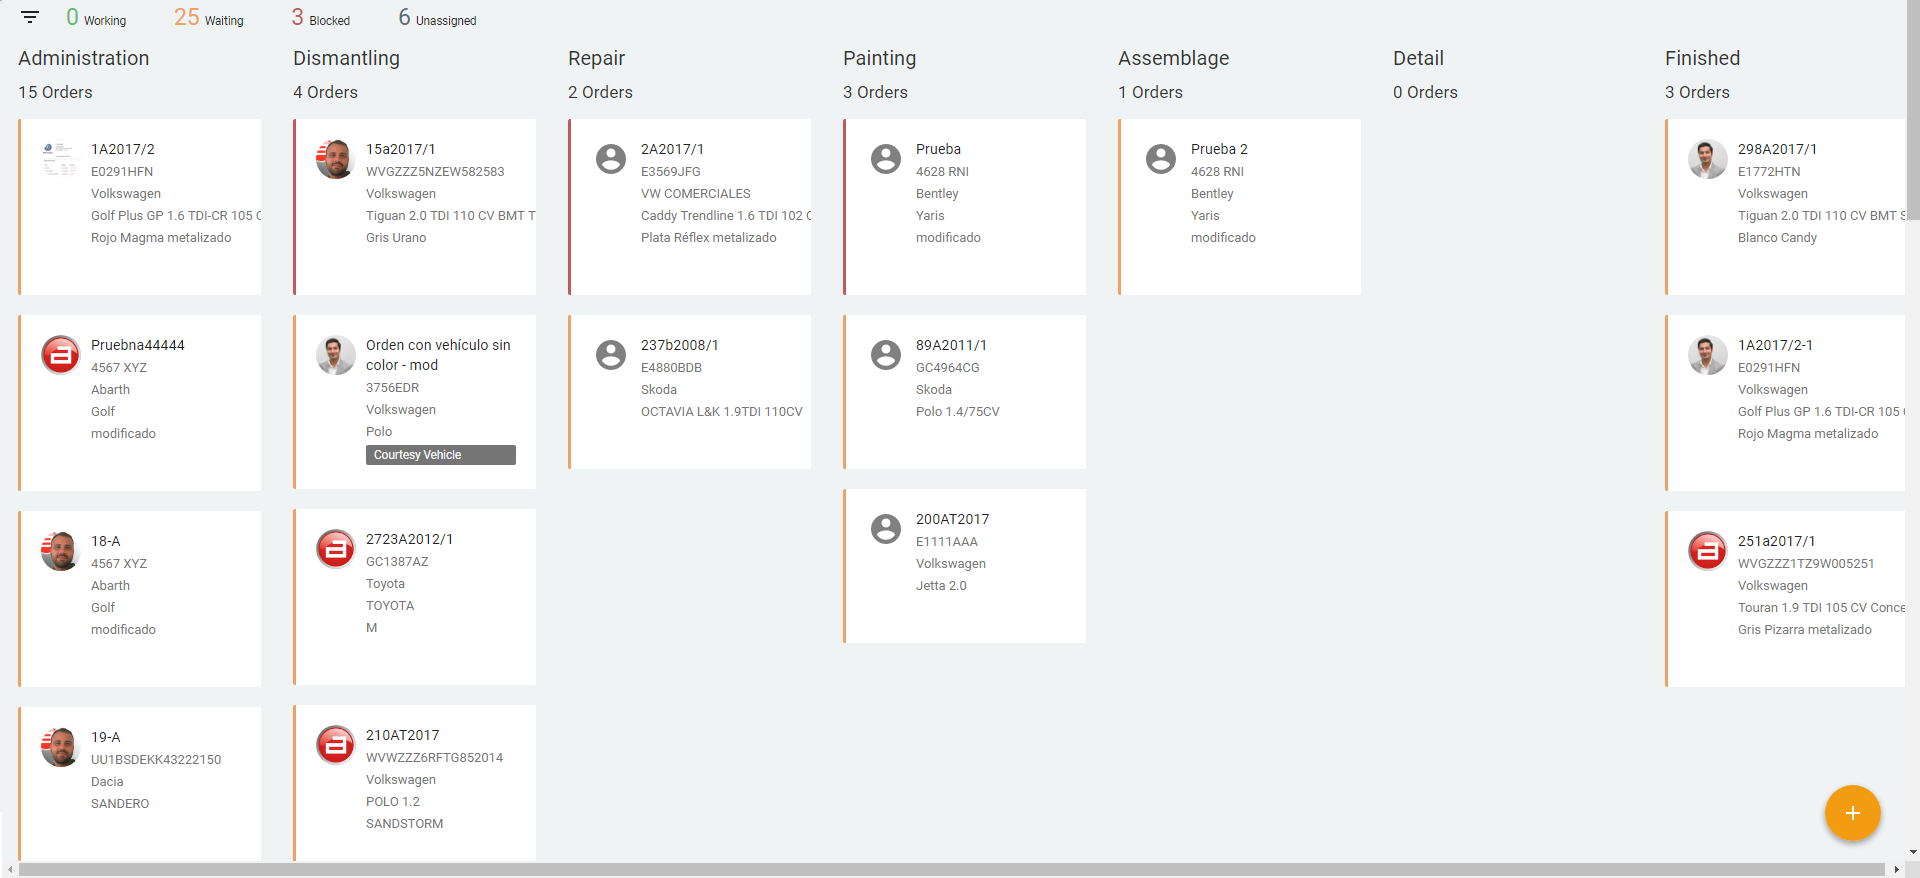 0 Working 25 Waiting 3 Blocked 6 Unassigned
Administration
15 Orders
1A2017/2
E0291HFN
Volkswagen
Golf Plus GP 1.6 TDI-CR 105
Rojo Magma metalizado
Pruebna44444
4567 XYZ
Abarth
Golf
modificado
18-A
4567 XYZ
Abarth
Golf
modificado
19-A
UU1BSDEKK43222150
Dacia
SANDERO
Dismantling
4 Orders
15a2017/1
WVGZZZ5NZEW582583
Volkswagen
Tiguan 2.0 TDI 110 CV BMT T
Gris Urano
Orden con vehículo sin
color - mod
3756EDR
Volkswagen
Polo
Courtesy Vehicle
2723A2012/1
GC1387AZ
Toyota
TOYOTA
M
210AT2017
WVWZZZ6RFTG852014
Volkswagen
POLO 1.2
SANDSTORM
Repair
2 Orders
2A2017/1
E3569JFG
VW COMERCIALES
Caddy Trendline 1.6 TDI 102
Plata Réflex metalizado
237b2008/1
E4880BDB
Skoda
OCTAVIA L&K 1.9TDI 110CV
Painting
3 Orders
Prueba
4628 RNI
Bentley
Yaris
modificado
89A2011/1
GC4964CG
Skoda
Polo 1.4/75CV
200AT2017
E1111AAA
Volkswagen
Jetta 2.0
Assemblage
1 Orders
Prueba 2
4628 RNI
Bentley
Yaris
modificado
Detail
0 Orders
Finished
3 Orders
298A2017/1
E1772HTN
Volkswagen
Tiguan 2.0 TDI 110 CV BMT
Blanco Candy
1A2017/2-1
E0291HFN
Volkswagen
Golf Plus GP 1.6 TDI-CR 105
Rojo Magma metalizado
251a2017/1
WVGZZZ1TZ9W005251
Volkswagen
Touran 1.9 TDI 105 CV Conce
Gris Pizarra metalizado